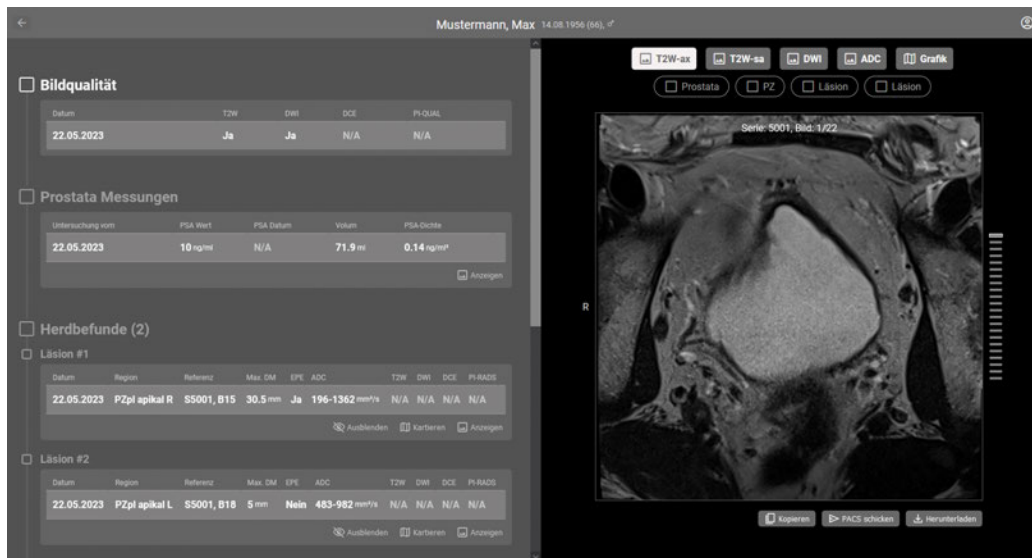 Mustermann, Max 14.08.1956 (66), ♂
Bildqualität
Datum T2W DWI DCE PI-QUAL
22.05.2023 Ja Ja N/A N/A
Prostata Messungen
Untersuchung vom PSA Wert PSA Datum Volum PSA-Dichte
22.05.2023 10 ng/ml N/A 71.9 ml 0.14 ng/ml²
Anzeigen
Herdbefunde (2)
Läsion #1
Datum Region Referenz Max. DM EPE ADC T2W DWI DCE PI-RADS
22.05.2023 PZpl apikal R S5001, B15 30.5 mm Ja 196-1362 mm²/s N/A N/A N/A N/A
Ausblenden Kartieren Anzeigen
Läsion #2
Datum Region Referenz Max. DM EPE ADC T2W DWI DCE PI-RADS
22.05.2023 PZpl apikal L S5001, B18 5 mm Nein 483-982 mm²/s N/A N/A N/A N/A
Ausblenden Kartieren Anzeigen
T2W-ax T2W-sa DWI ADC Grafik
Prostata PZ Läsion Läsion
Serie: 5001, Bild: 1/22
R
Kopieren PACS schicken Herunterladen